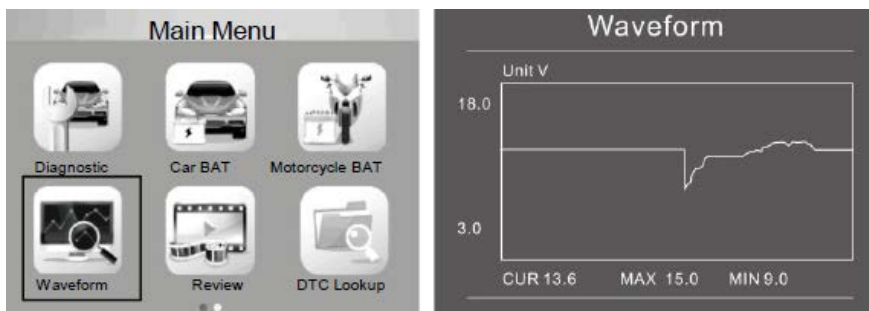 Main Menu
Diagnostic
Car BAT
Motorcycle BAT
Waveform
Review
DTC Lookup
Waveform
Unit V
18.0
3.0
CUR 13.6 MAX 15.0 MIN 9.0